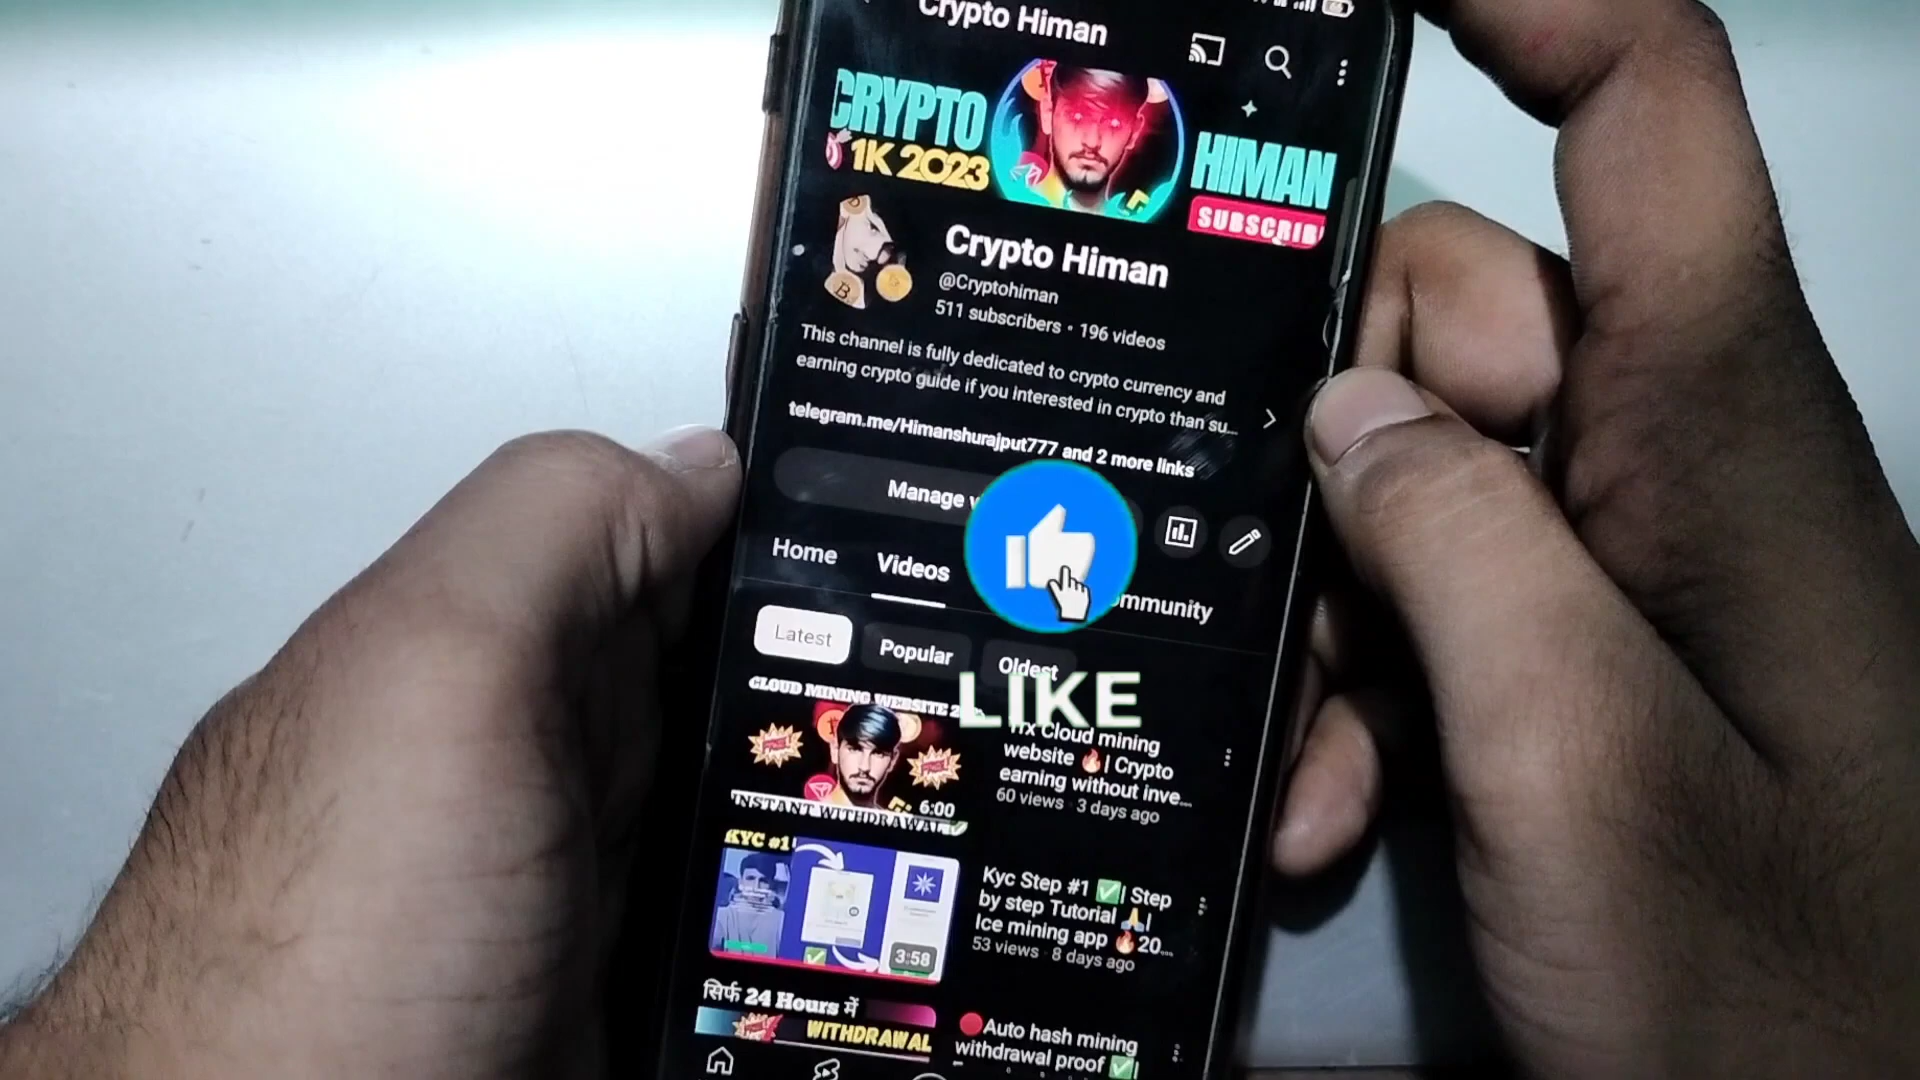 Crypto Himan
CRYPTO
1K 2023
HIMAN
SUBSCRIB
Crypto Himan
@Cryptohiman
511 subscribers • 196 videos
This channel is fully dedicated to crypto currency and
earning crypto guide if you interested in crypto than su...
telegram.me/Himanshurajput777 and 2 more links
Manage
Home
Videos
ommunity
Latest
Popular
Oldest
LIKE
CLOUD MINING WEBSITE
INSTANT WITHDRAWAL
6:00
Cloud mining
website 🔥| Crypto
earning without inve...
60 views · 3 days ago
KYC #1
3:58
Kyc Step #1 ✅| Step
by step Tutorial 🙏|
Ice mining app 🔥20...
53 views · 8 days ago
सिर्फ 24 Hours में
WITHDRAWAL
🔴Auto hash mining
withdrawal proof ✅|